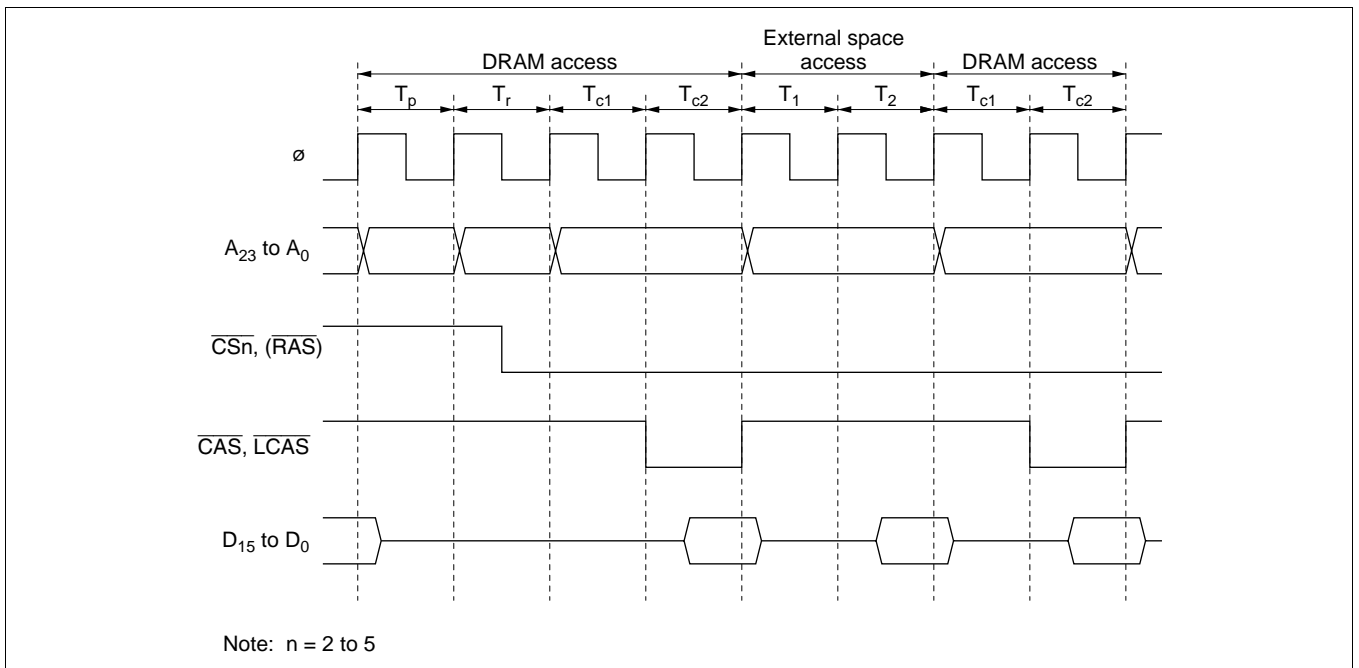 External space
DRAM access access DRAM access
Tp Tr Tc1 Tc2 T1 T2 Tc1 Tc2
ø
A23 to A0
CSn, (RAS)
CAS, LCAS
D15 to D0
Note: n = 2 to 5